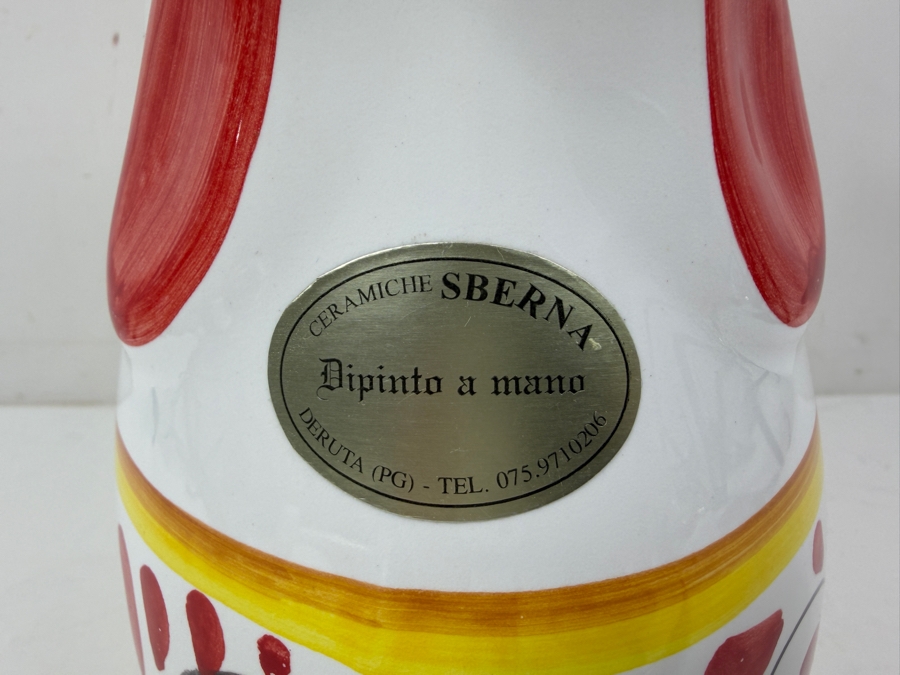 CERAMICHE SBERNA
Dipinto a mano
DERUTA (PG) - TEL. 075.9710206